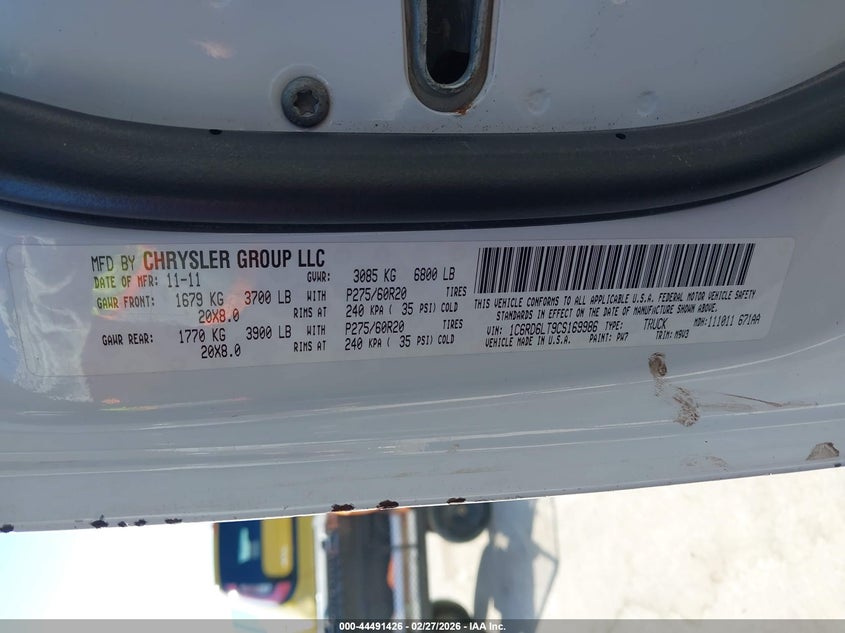 MFD BY CHRYSLER GROUP LLC
DATE OF MFR: 11-11 GVWR: 3085 KG 6800 LB
GAWR FRONT: 1679 KG 3700 LB WITH P275/60R20 TIRES
20X8.0 RIMS AT 240 KPA ( 35 PSI) COLD
GAWR REAR: 1770 KG 3900 LB WITH P275/60R20 TIRES
20X8.0 RIMS AT 240 KPA ( 35 PSI) COLD
THIS VEHICLE CONFORMS TO ALL APPLICABLE U.S.A. FEDERAL MOTOR VEHICLE SAFETY
STANDARDS IN EFFECT ON THE DATE OF MANUFACTURE SHOWN ABOVE.
VIN: 1C6RD6LT9CS169986 TYPE: TRUCK MDH: 111011 671AA
VEHICLE MADE IN U.S.A. PAINT: PW7 TRIM: M9V3
000-44491426 - 02/27/2026 - IAA Inc.